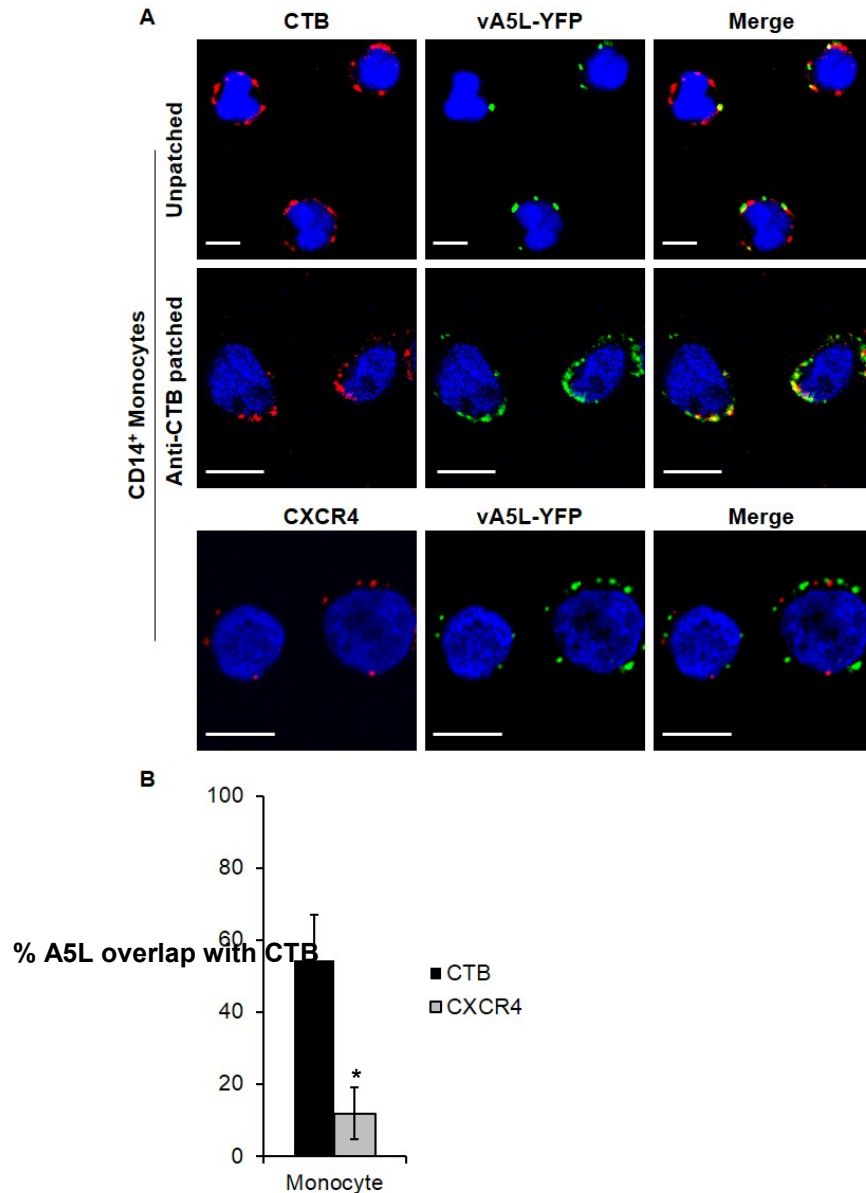 A
CTB
vA5L-YFP
Merge
CD14⁺ Monocytes
Unpatched
Anti-CTB patched
CXCR4
vA5L-YFP
Merge
B
100
80
60
40
20
0
% A5L overlap with CTB
CTB
CXCR4
*
Monocyte